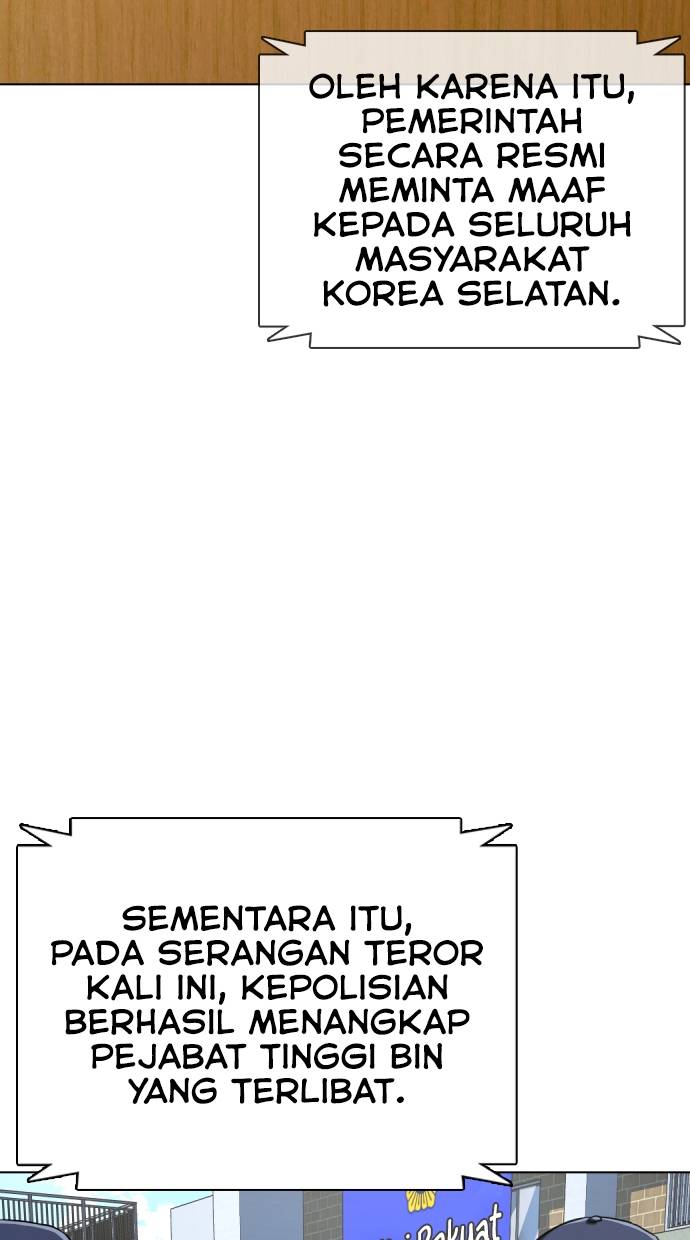 OLEH KARENA ITU,
PEMERINTAH
SECARA RESMI
MEMINTA MAAF
KEPADA SELURUH
MASYARAKAT
KOREA SELATAN.
SEMENTARA ITU,
PADA SERANGAN TEROR
KALI INI, KEPOLISIAN
BERHASIL MENANGKAP
PEJABAT TINGGI BIN
YANG TERLIBAT.
Rakyat